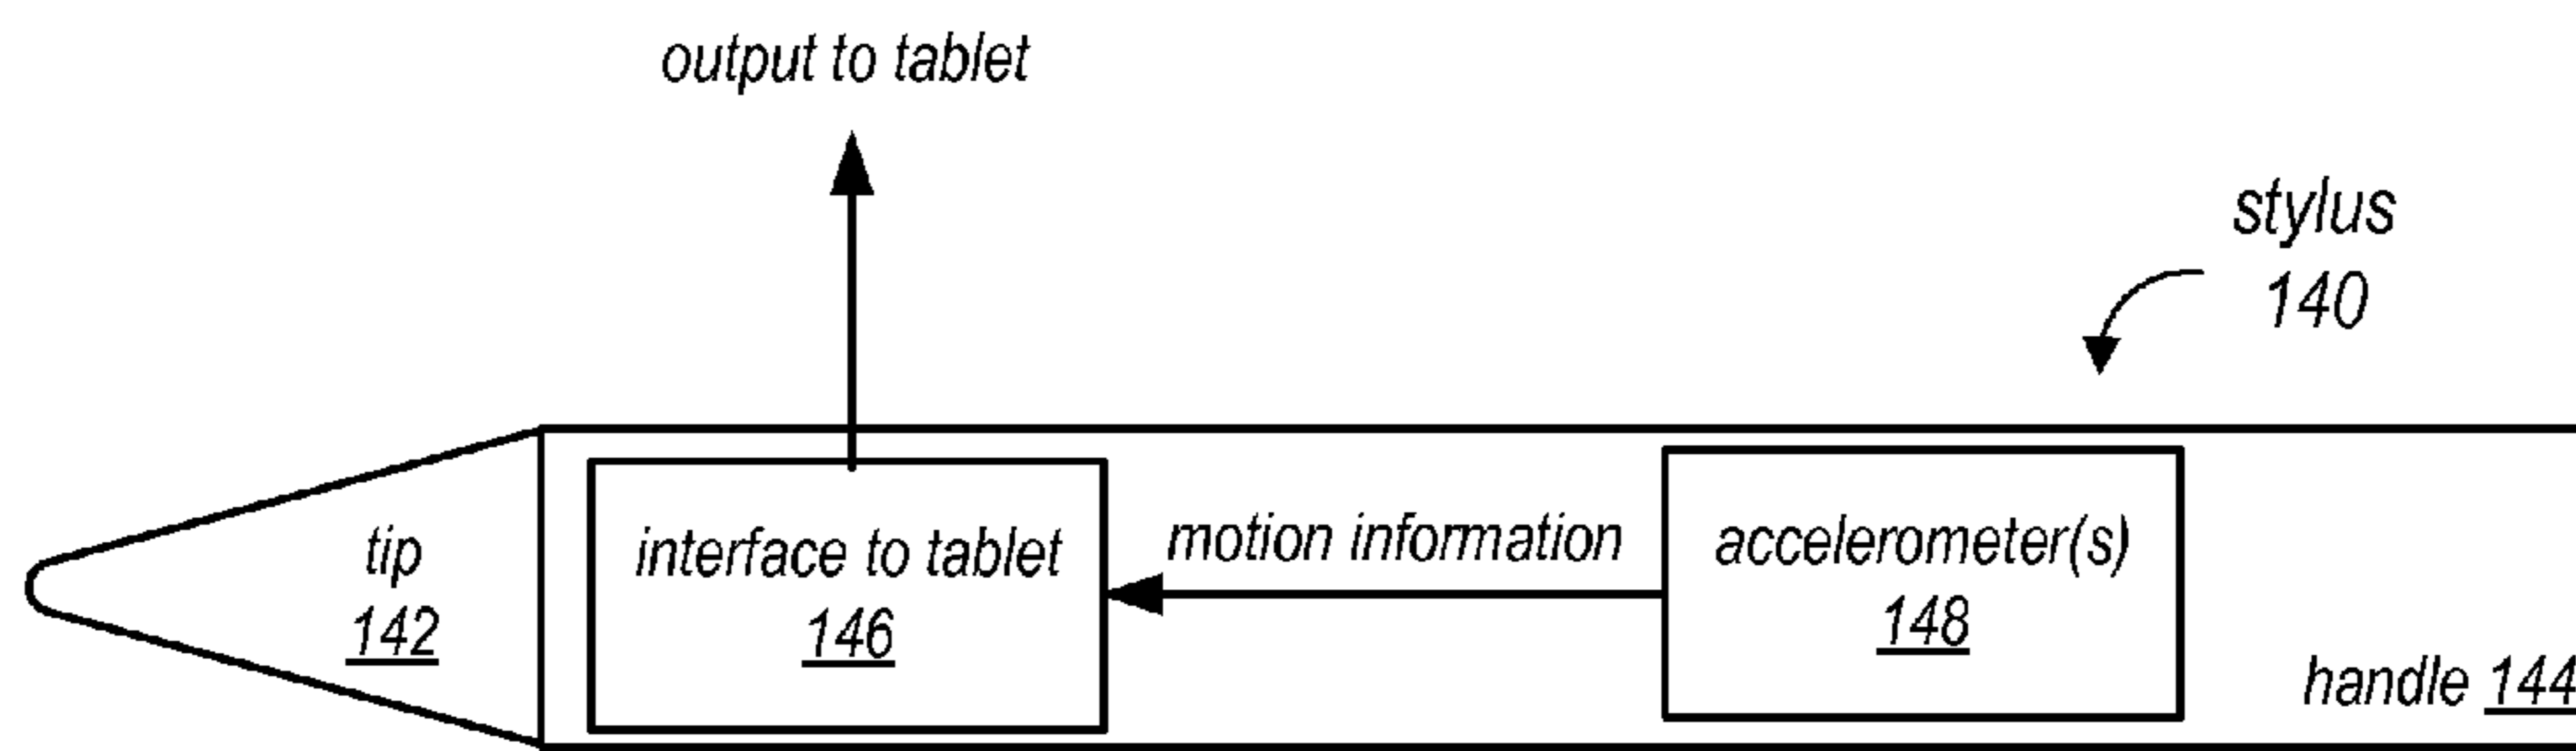 output to tablet
stylus
140
tip
142
interface to tablet
146
motion information
accelerometer(s)
148
handle 144